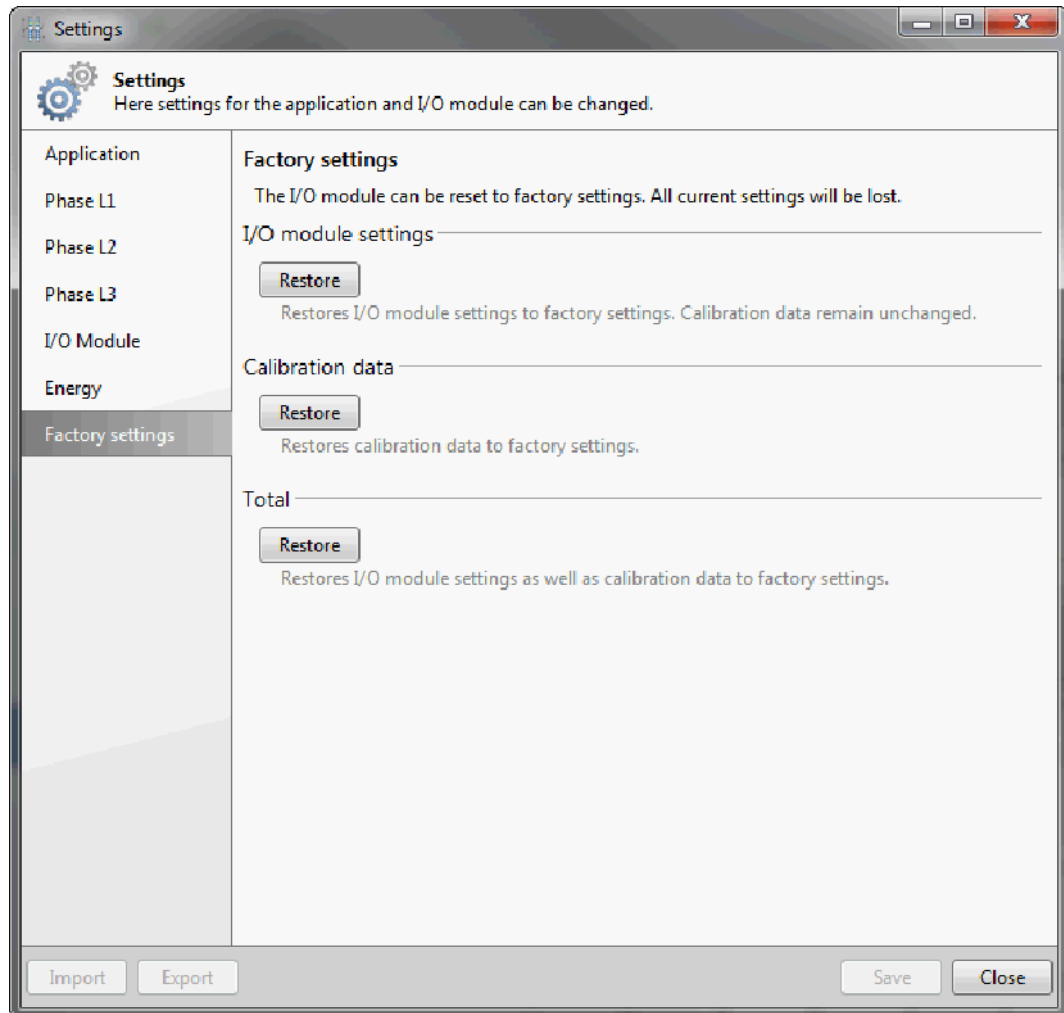 Settings
Settings
Here settings for the application and I/O module can be changed.
Application
Phase L1
Phase L2
Phase L3
I/O Module
Energy
Factory settings
Factory settings
The I/O module can be reset to factory settings. All current settings will be lost.
I/O module settings
Restore
Restores I/O module settings to factory settings. Calibration data remain unchanged.
Calibration data
Restore
Restores calibration data to factory settings.
Total
Restore
Restores I/O module settings as well as calibration data to factory settings.
Import Export Save Close